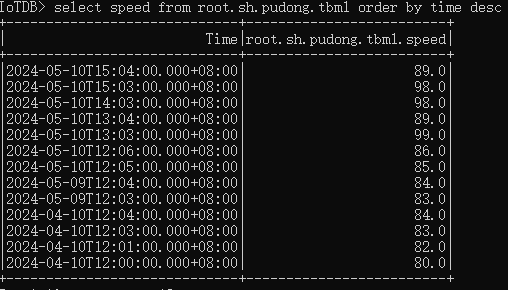 IoTDB> select speed from root.sh.pudong.tbml order by time desc
+-----------------------------+-------------------------+
|                         Time|root.sh.pudong.tbml.speed|
+-----------------------------+-------------------------+
|2024-05-10T15:04:00.000+08:00|                     89.0|
|2024-05-10T15:03:00.000+08:00|                     98.0|
|2024-05-10T14:03:00.000+08:00|                     98.0|
|2024-05-10T13:04:00.000+08:00|                     89.0|
|2024-05-10T13:03:00.000+08:00|                     99.0|
|2024-05-10T12:06:00.000+08:00|                     86.0|
|2024-05-10T12:05:00.000+08:00|                     85.0|
|2024-05-09T12:04:00.000+08:00|                     84.0|
|2024-05-09T12:03:00.000+08:00|                     83.0|
|2024-04-10T12:04:00.000+08:00|                     84.0|
|2024-04-10T12:03:00.000+08:00|                     83.0|
|2024-04-10T12:01:00.000+08:00|                     82.0|
|2024-04-10T12:00:00.000+08:00|                     80.0|
+-----------------------------+-------------------------+